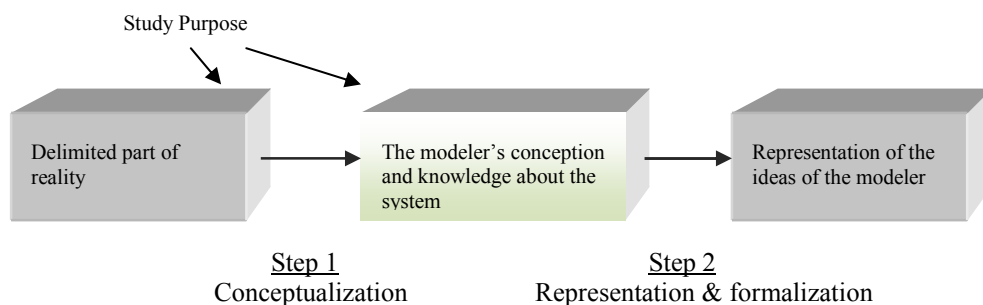 Study Purpose
Delimited part of
reality
The modeler’s conception
and knowledge about the
system
Representation of the
ideas of the modeler
Step 1
Conceptualization
Step 2
Representation & formalization